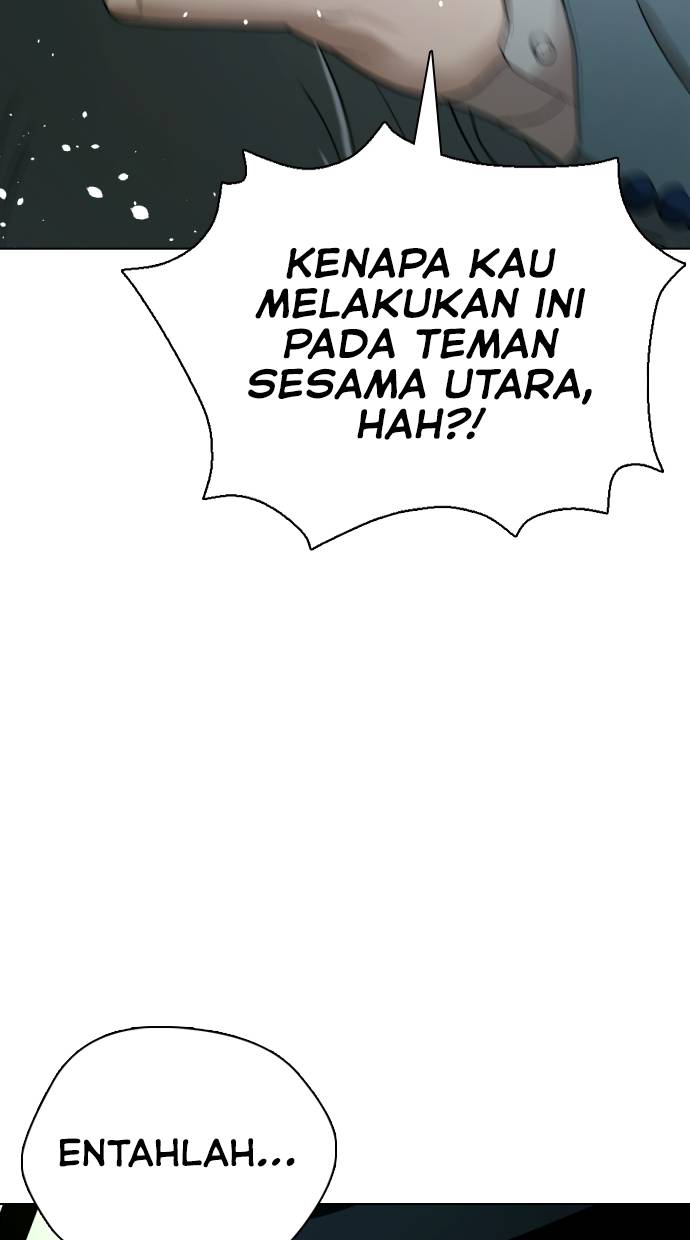 KENAPA KAU
MELAKUKAN INI
PADA TEMAN
SESAMA UTARA,
HAH?!
ENTAHLAH...